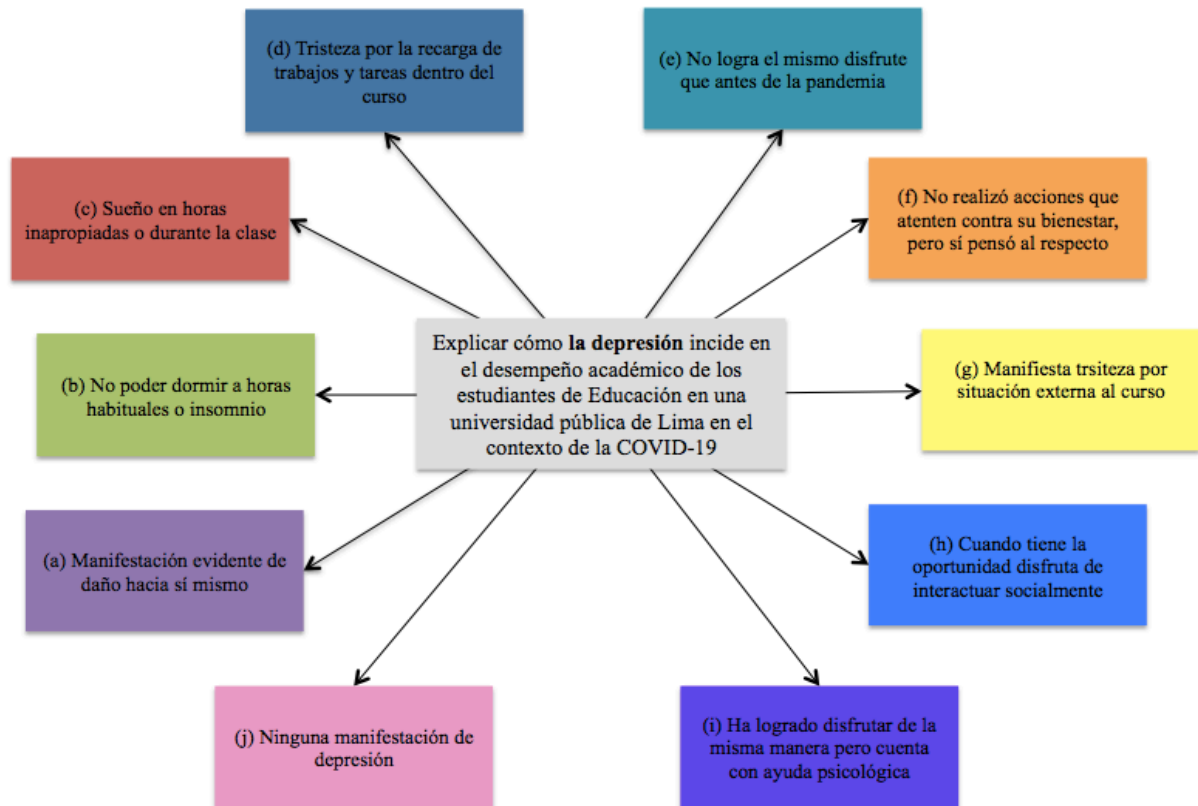 (d) Tristeza por la recarga de
trabajos y tareas dentro del
curso
(e) No logra el mismo disfrute
que antes de la pandemia
(c) Sueño en horas
inapropiadas o durante la clase
(f) No realizó acciones que
atenten contra su bienestar,
pero sí pensó al respecto
Explicar cómo la depresión incide en
el desempeño académico de los
estudiantes de Educación en una
universidad pública de Lima en el
contexto de la COVID-19
(b) No poder dormir a horas
habituales o insomnio
(g) Manifiesta trsiteza por
situación externa al curso
(a) Manifestación evidente de
daño hacia sí mismo
(h) Cuando tiene la
oportunidad disfruta de
interactuar socialmente
(j) Ninguna manifestación de
depresión
(i) Ha logrado disfrutar de la
misma manera pero cuenta
con ayuda psicológica